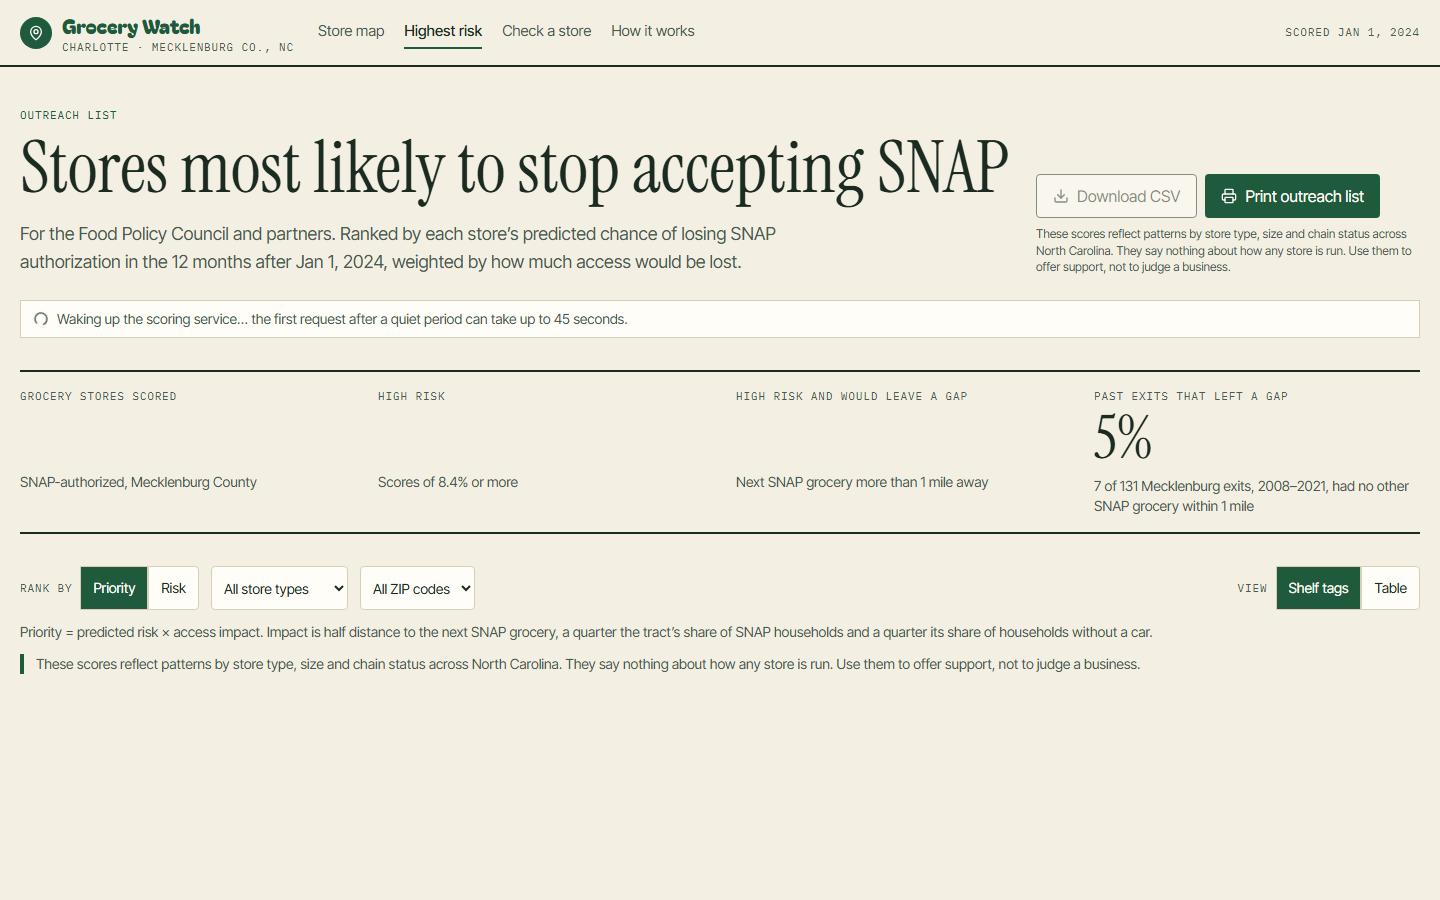 Grocery Watch
CHARLOTTE · MECKLENBURG CO., NC
Store map
Highest risk
Check a store
How it works
SCORED JAN 1, 2024
OUTREACH LIST
Stores most likely to stop accepting SNAP
For the Food Policy Council and partners. Ranked by each store’s predicted chance of losing SNAP
authorization in the 12 months after Jan 1, 2024, weighted by how much access would be lost.
Download CSV
Print outreach list
These scores reflect patterns by store type, size and chain status across
North Carolina. They say nothing about how any store is run. Use them to
offer support, not to judge a business.
Waking up the scoring service... the first request after a quiet period can take up to 45 seconds.
GROCERY STORES SCORED
SNAP-authorized, Mecklenburg County
HIGH RISK
Scores of 8.4% or more
HIGH RISK AND WOULD LEAVE A GAP
Next SNAP grocery more than 1 mile away
PAST EXITS THAT LEFT A GAP
5%
7 of 131 Mecklenburg exits, 2008–2021, had no other
SNAP grocery within 1 mile
RANK BY
Priority
Risk
All store types
All ZIP codes
VIEW
Shelf tags
Table
Priority = predicted risk × access impact. Impact is half distance to the next SNAP grocery, a quarter the tract’s share of SNAP households and a quarter its share of households without a car.
These scores reflect patterns by store type, size and chain status across North Carolina. They say nothing about how any store is run. Use them to offer support, not to judge a business.